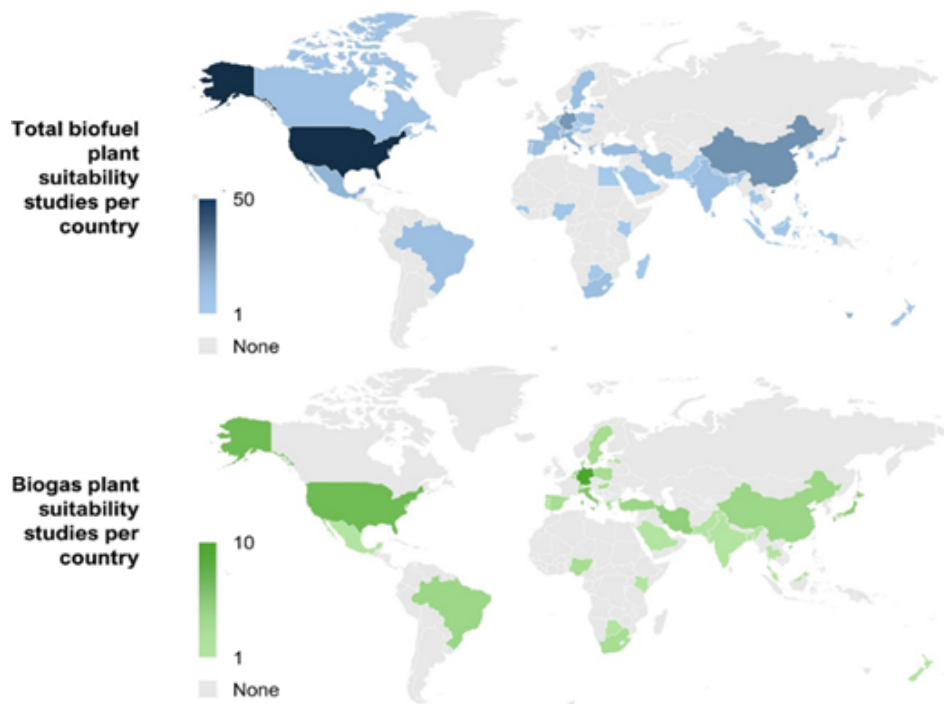 Total biofuel
plant
suitability
studies per
country
50
1
None
Biogas plant
suitability
studies per
country
10
1
None